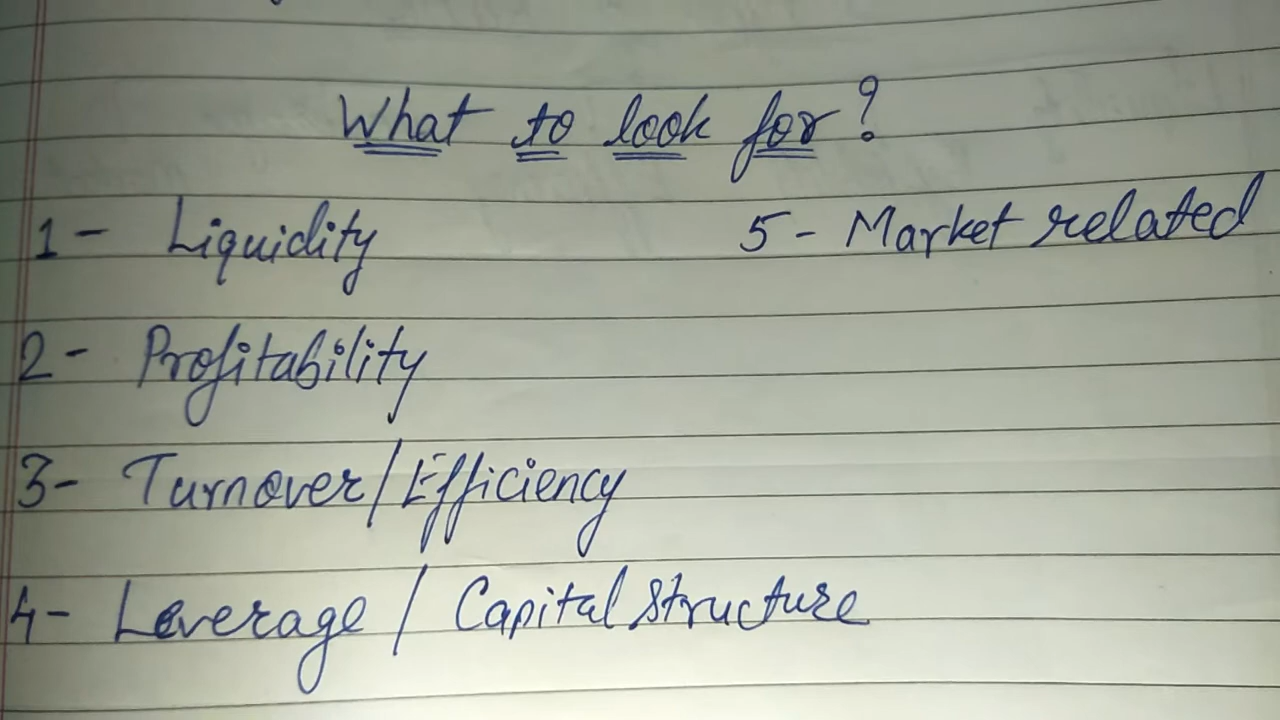 What to look for?
1- Liquidity
2- Profitability
3- Turnover/Efficiency
4- Leverage / Capital structure
5- Market related